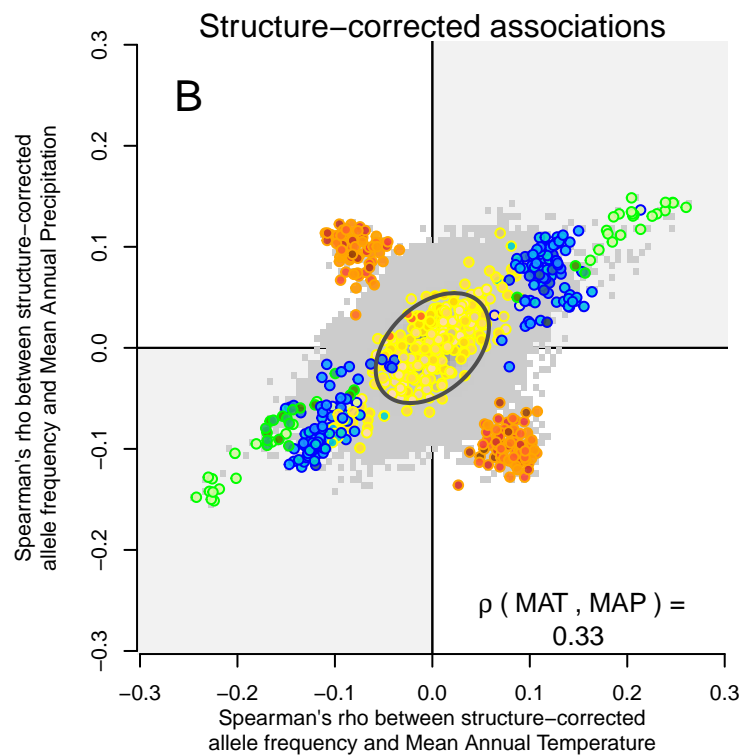 Structure−corrected associations
B
Spearman's rho between structure−corrected
allele frequency and Mean Annual Precipitation
0.3
0.2
0.1
0.0
−0.1
−0.2
−0.3
ρ ( MAT , MAP ) =
0.33
−0.3 −0.2 −0.1 0.0 0.1 0.2 0.3
Spearman's rho between structure−corrected
allele frequency and Mean Annual Temperature